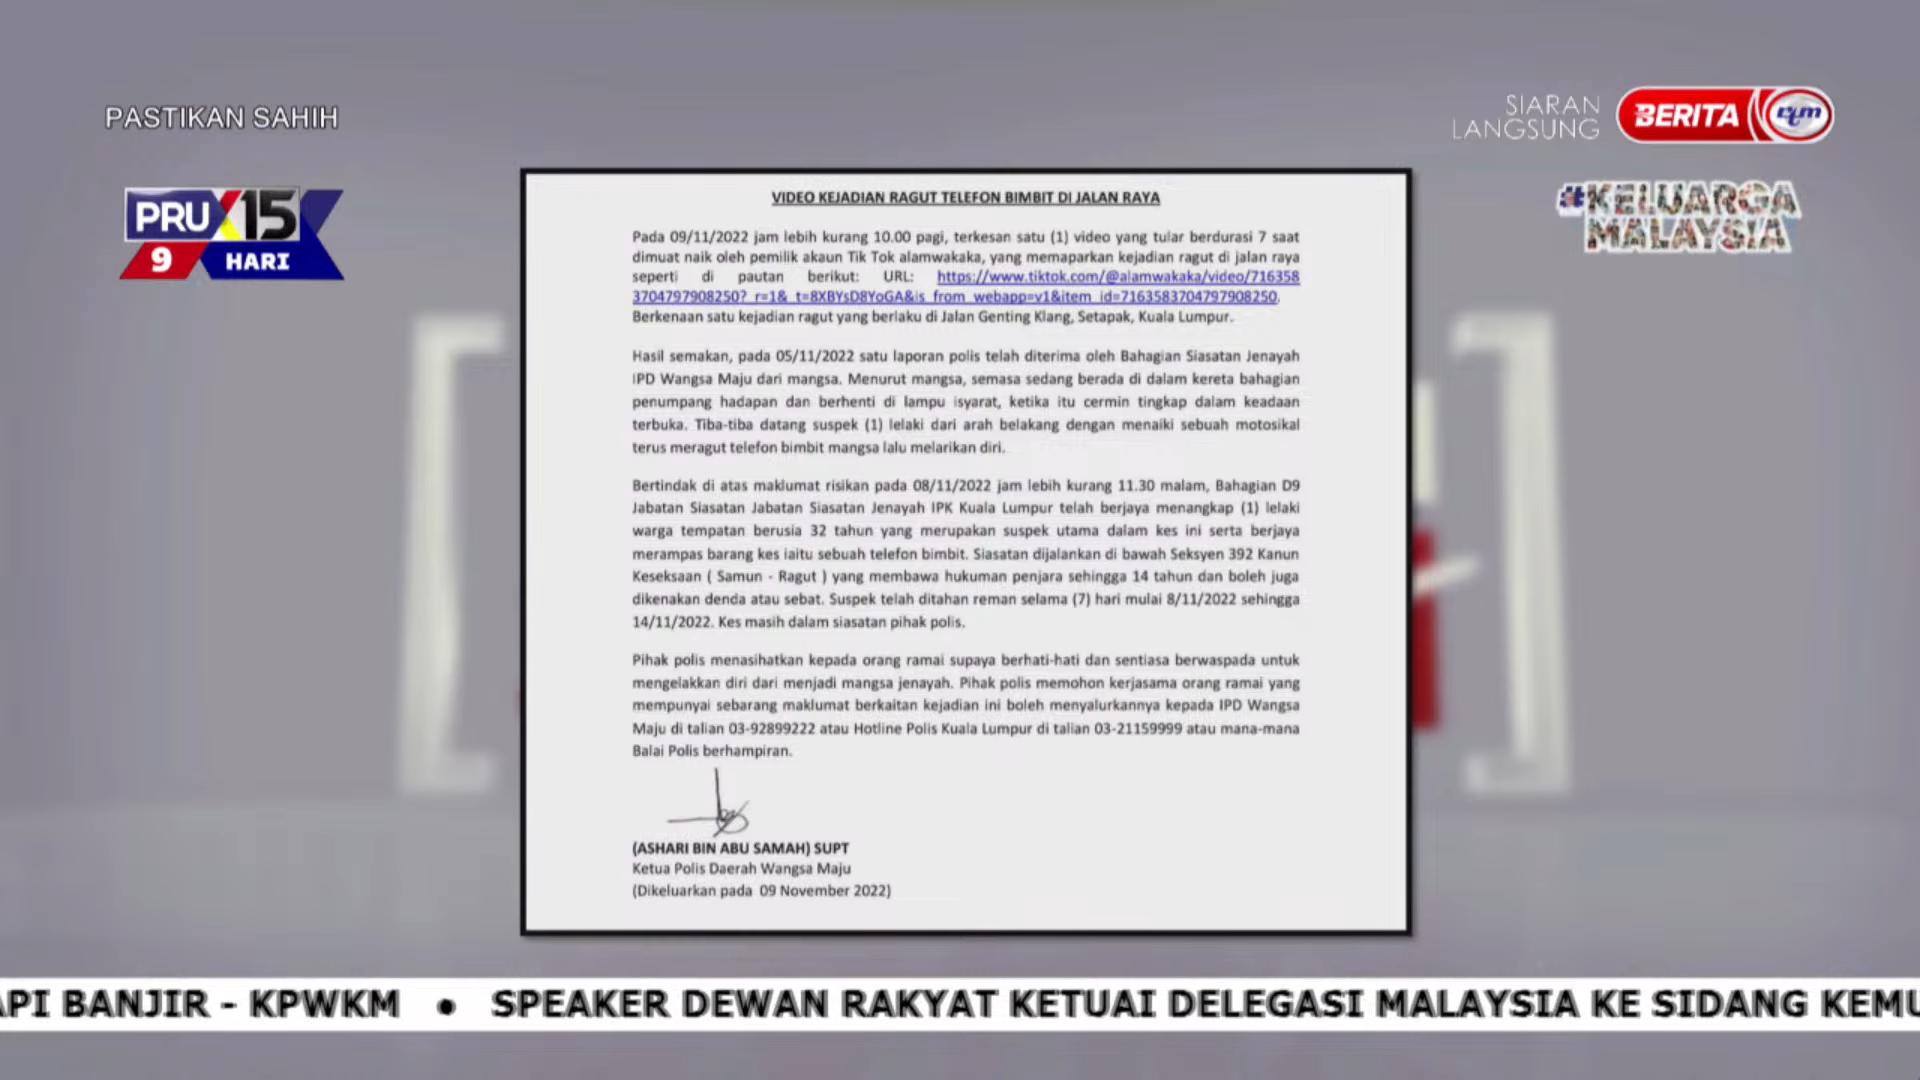 PASTIKAN SAHIH
SIARAN
LANGSUNG
BERITA rtm
PRU 15
9 HARI
#KELUARGA
MALAYSIA
VIDEO KEJADIAN RAGUT TELEFON BIMBIT DI JALAN RAYA
Pada 09/11/2022 jam lebih kurang 10.00 pagi, terkesan satu (1) video yang tular berdurasi 7 saat
dimuat naik oleh pemilik akaun Tik Tok alamwakaka, yang memaparkan kejadian ragut di jalan raya
seperti di pautan berikut: URL: https://www.tiktok.com/@alamwakaka/video/716358
3704797908250?_r=1&_t=8XBYsD8YoGA&is_from_webapp=v1&item_id=7163583704797908250.
Berkenaan satu kejadian ragut yang berlaku di Jalan Genting Klang, Setapak, Kuala Lumpur.
Hasil semakan, pada 05/11/2022 satu laporan polis telah diterima oleh Bahagian Siasatan Jenayah
IPD Wangsa Maju dari mangsa. Menurut mangsa, semasa sedang berada di dalam kereta bahagian
penumpang hadapan dan berhenti di lampu isyarat, ketika itu cermin tingkap dalam keadaan
terbuka. Tiba-tiba datang suspek (1) lelaki dari arah belakang dengan menaiki sebuah motosikal
terus meragut telefon bimbit mangsa lalu melarikan diri.
Bertindak di atas maklumat risikan pada 08/11/2022 jam lebih kurang 11.30 malam, Bahagian D9
Jabatan Siasatan Jabatan Siasatan Jenayah IPK Kuala Lumpur telah berjaya menangkap (1) lelaki
warga tempatan berusia 32 tahun yang merupakan suspek utama dalam kes ini serta berjaya
merampas barang kes iaitu sebuah telefon bimbit. Siasatan dijalankan di bawah Seksyen 392 Kanun
Keseksaan ( Samun - Ragut ) yang membawa hukuman penjara sehingga 14 tahun dan boleh juga
dikenakan denda atau sebat. Suspek telah ditahan reman selama (7) hari mulai 8/11/2022 sehingga
14/11/2022. Kes masih dalam siasatan pihak polis.
Pihak polis menasihatkan kepada orang ramai supaya berhati-hati dan sentiasa berwaspada untuk
mengelakkan diri dari menjadi mangsa jenayah. Pihak polis memohon kerjasama orang ramai yang
mempunyai sebarang maklumat berkaitan kejadian ini boleh menyalurkannya kepada IPD Wangsa
Maju di talian 03-92899222 atau Hotline Polis Kuala Lumpur di talian 03-21159999 atau mana-mana
Balai Polis berhampiran.
(ASHARI BIN ABU SAMAH) SUPT
Ketua Polis Daerah Wangsa Maju
(Dikeluarkan pada 09 November 2022)
API BANJIR - KPWKM • SPEAKER DEWAN RAKYAT KETUAI DELEGASI MALAYSIA KE SIDANG KEMU